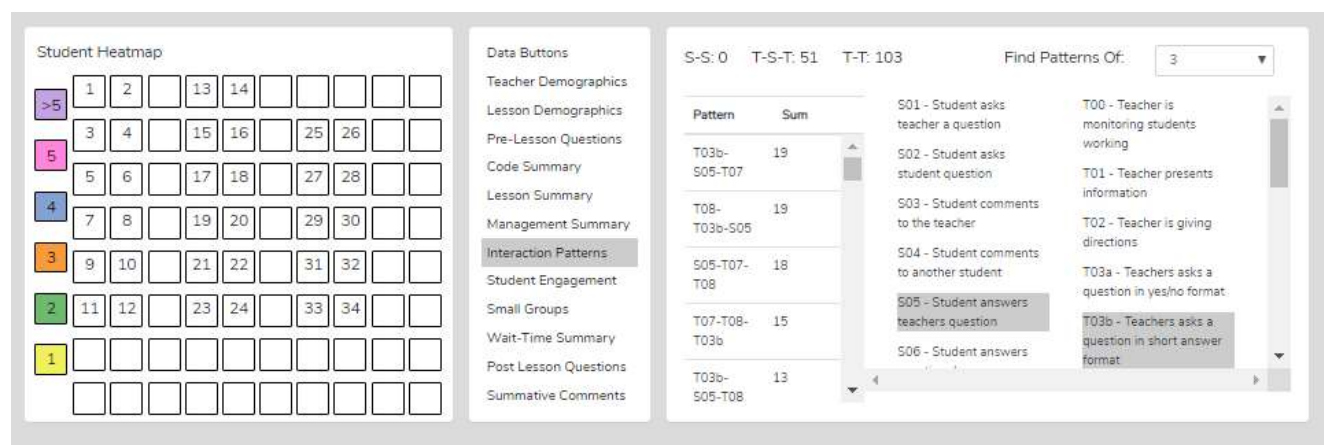 Student Heatmap
>5
5
4
3
2
1
1 2 13 14
3 4 15 16 25 26
5 6 17 18 27 28
7 8 19 20 29 30
9 10 21 22 31 32
11 12 23 24 33 34
Data Buttons
Teacher Demographics
Lesson Demographics
Pre-Lesson Questions
Code Summary
Lesson Summary
Management Summary
Interaction Patterns
Student Engagement
Small Groups
Wait-Time Summary
Post Lesson Questions
Summative Comments
S-S: 0 T-S-T: 51 T-T: 103 Find Patterns Of: 3
Pattern Sum
T03b- 19
S05-T07
T08- 19
T03b-S05
S05-T07- 18
T08
T07-T08- 15
T03b
T03b- 13
S05-T08
S01 - Student asks
teacher a question
S02 - Student asks
student question
S03 - Student comments
to the teacher
S04 - Student comments
to another student
S05 - Student answers
teachers question
S06 - Student answers
T00 - Teacher is
monitoring students
working
T01 - Teacher presents
information
T02 - Teacher is giving
directions
T03a - Teachers asks a
question in yes/no format
T03b - Teachers asks a
question in short answer
format